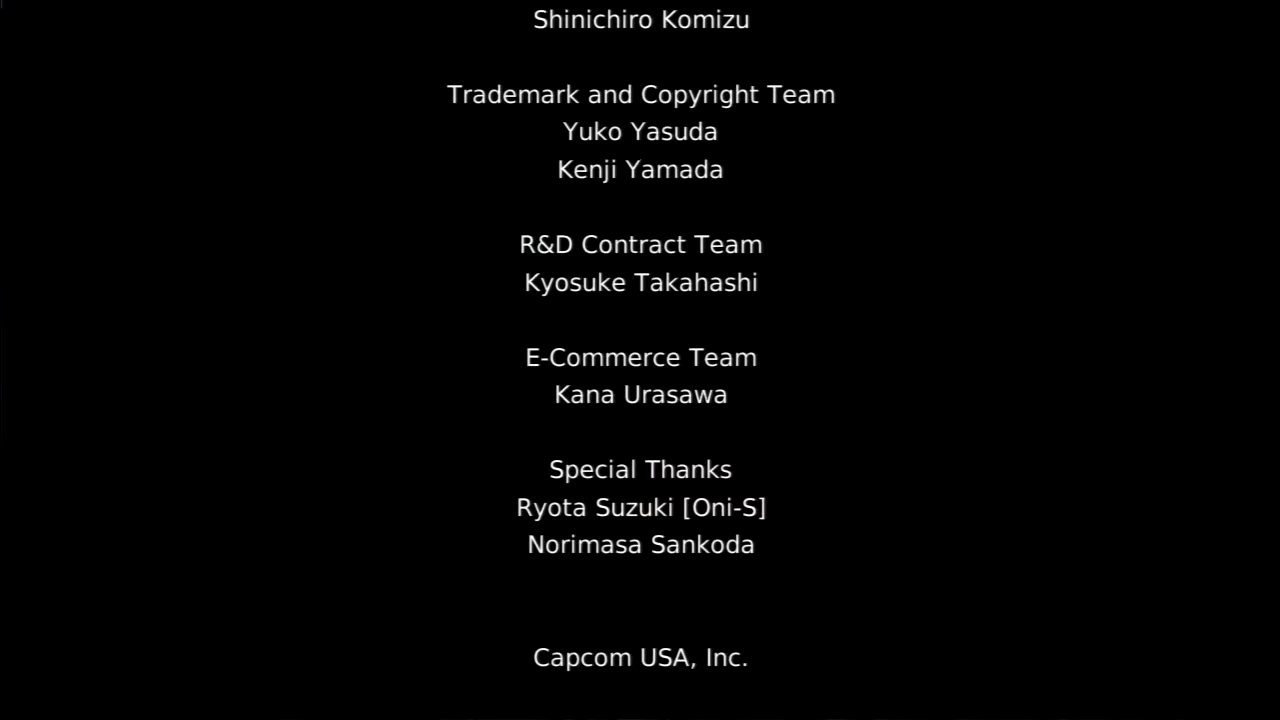 Shinichiro Komizu
Trademark and Copyright Team
Yuko Yasuda
Kenji Yamada
R&D Contract Team
Kyosuke Takahashi
E-Commerce Team
Kana Urasawa
Special Thanks
Ryota Suzuki [Oni-S]
Norimasa Sankoda
Capcom USA, Inc.